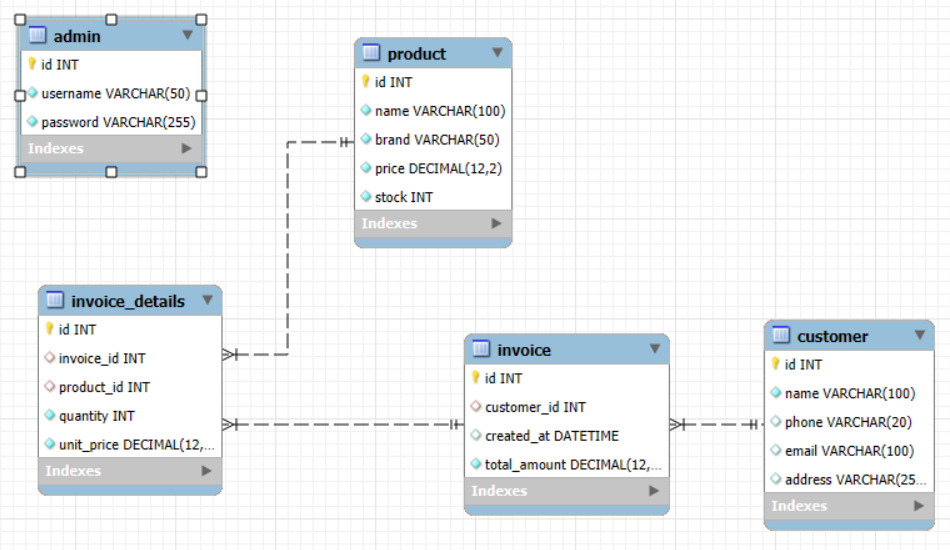 admin
id INT
username VARCHAR(50)
password VARCHAR(255)
Indexes
product
id INT
name VARCHAR(100)
brand VARCHAR(50)
price DECIMAL(12,2)
stock INT
Indexes
invoice_details
id INT
invoice_id INT
product_id INT
quantity INT
unit_price DECIMAL(12,...
Indexes
invoice
id INT
customer_id INT
created_at DATETIME
total_amount DECIMAL(12,...
Indexes
customer
id INT
name VARCHAR(100)
phone VARCHAR(20)
email VARCHAR(100)
address VARCHAR(25...
Indexes